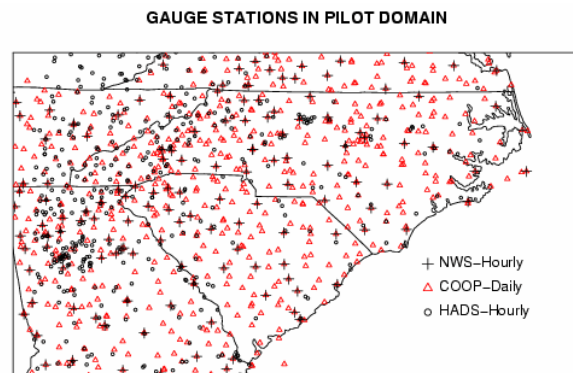 GAUGE STATIONS IN PILOT DOMAIN
NWS-Hourly
COOP-Daily
HADS-Hourly